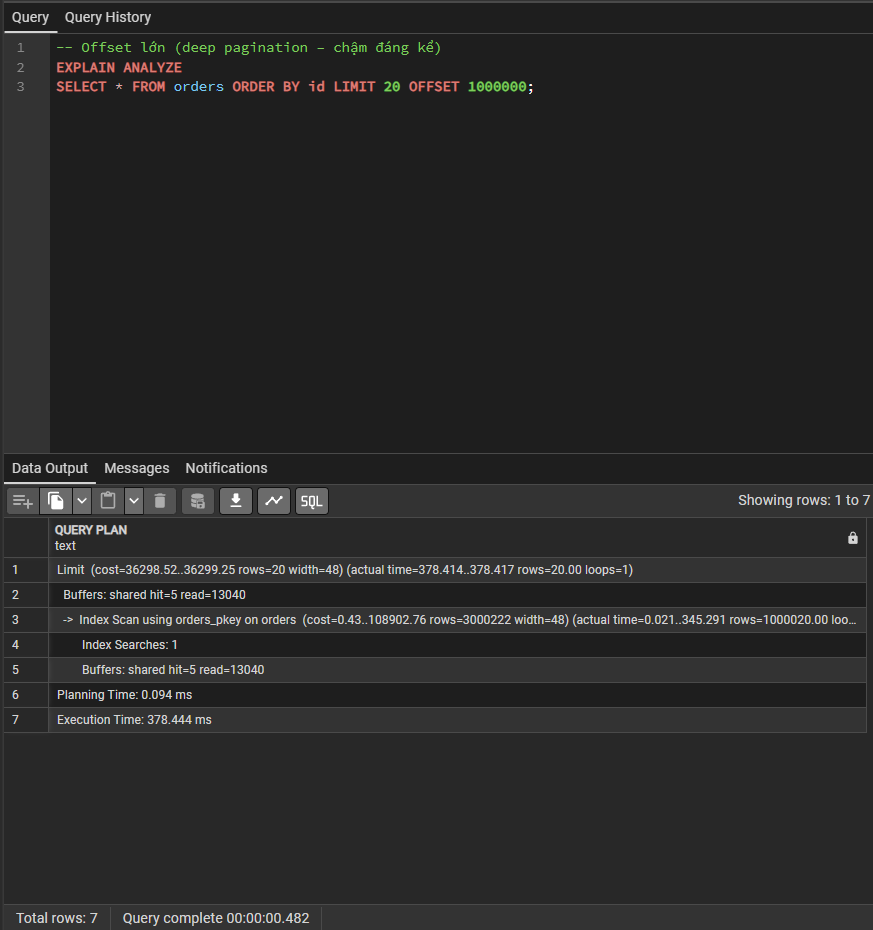 Query Query History
1 -- Offset lớn (deep pagination – chậm đáng kể)
2 EXPLAIN ANALYZE
3 SELECT * FROM orders ORDER BY id LIMIT 20 OFFSET 1000000;
Data Output Messages Notifications
SQL Showing rows: 1 to 7
QUERY PLAN
text
1 Limit (cost=36298.52..36299.25 rows=20 width=48) (actual time=378.414..378.417 rows=20.00 loops=1)
2 Buffers: shared hit=5 read=13040
3 -> Index Scan using orders_pkey on orders (cost=0.43..108902.76 rows=3000222 width=48) (actual time=0.021..345.291 rows=1000020.00 loo...
4 Index Searches: 1
5 Buffers: shared hit=5 read=13040
6 Planning Time: 0.094 ms
7 Execution Time: 378.444 ms
Total rows: 7 Query complete 00:00:00.482